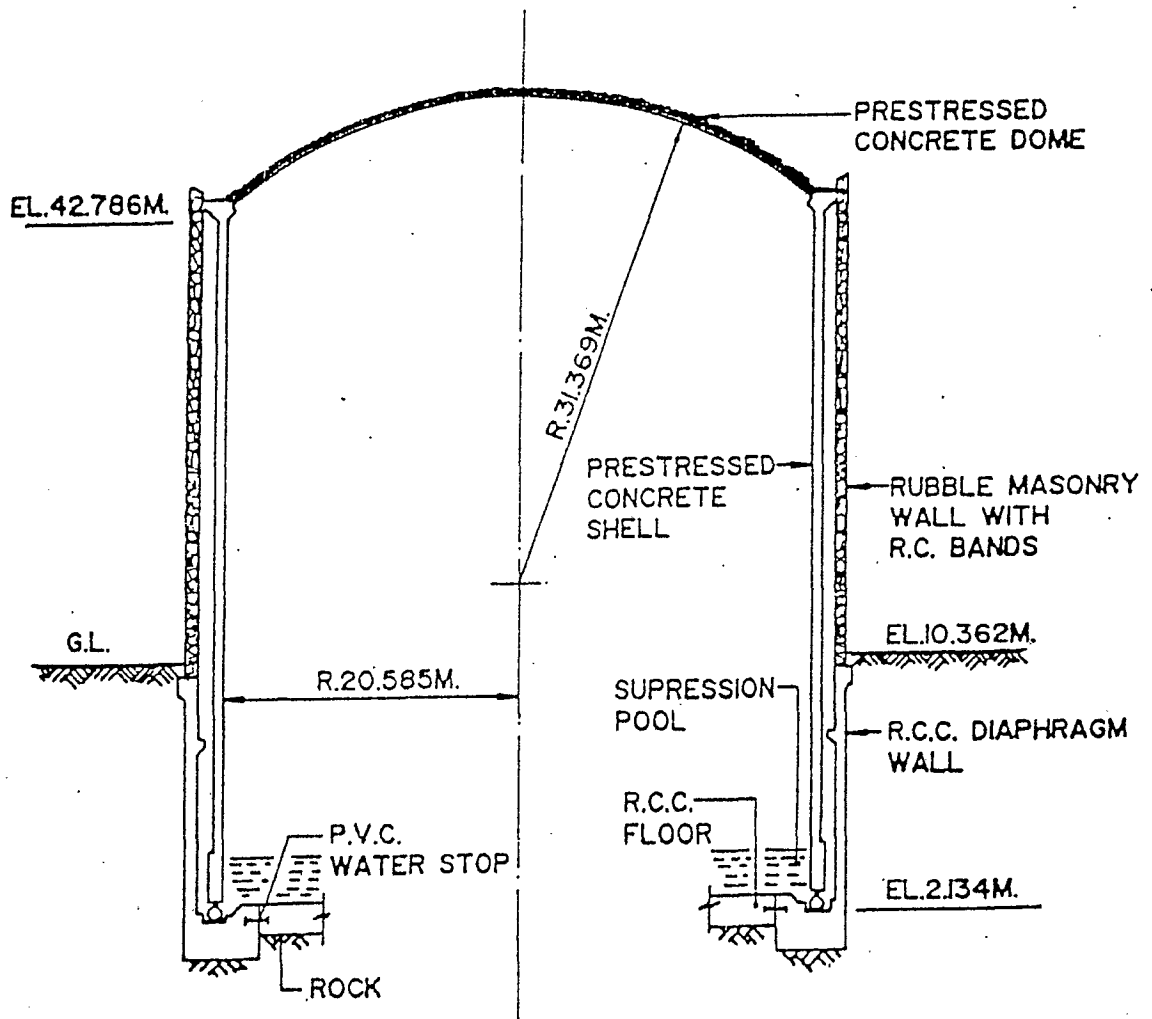 PRESTRESSED
CONCRETE DOME
EL.42.786M.
R.31.369M.
PRESTRESSED
CONCRETE
SHELL
RUBBLE MASONRY
WALL WITH
R.C. BANDS
G.L.
EL.10.362M.
R.20.585M.
SUPRESSION
POOL
R.C.C. DIAPHRAGM
WALL
R.C.C.
FLOOR
P.V.C.
WATER STOP
EL.2.134M.
ROCK